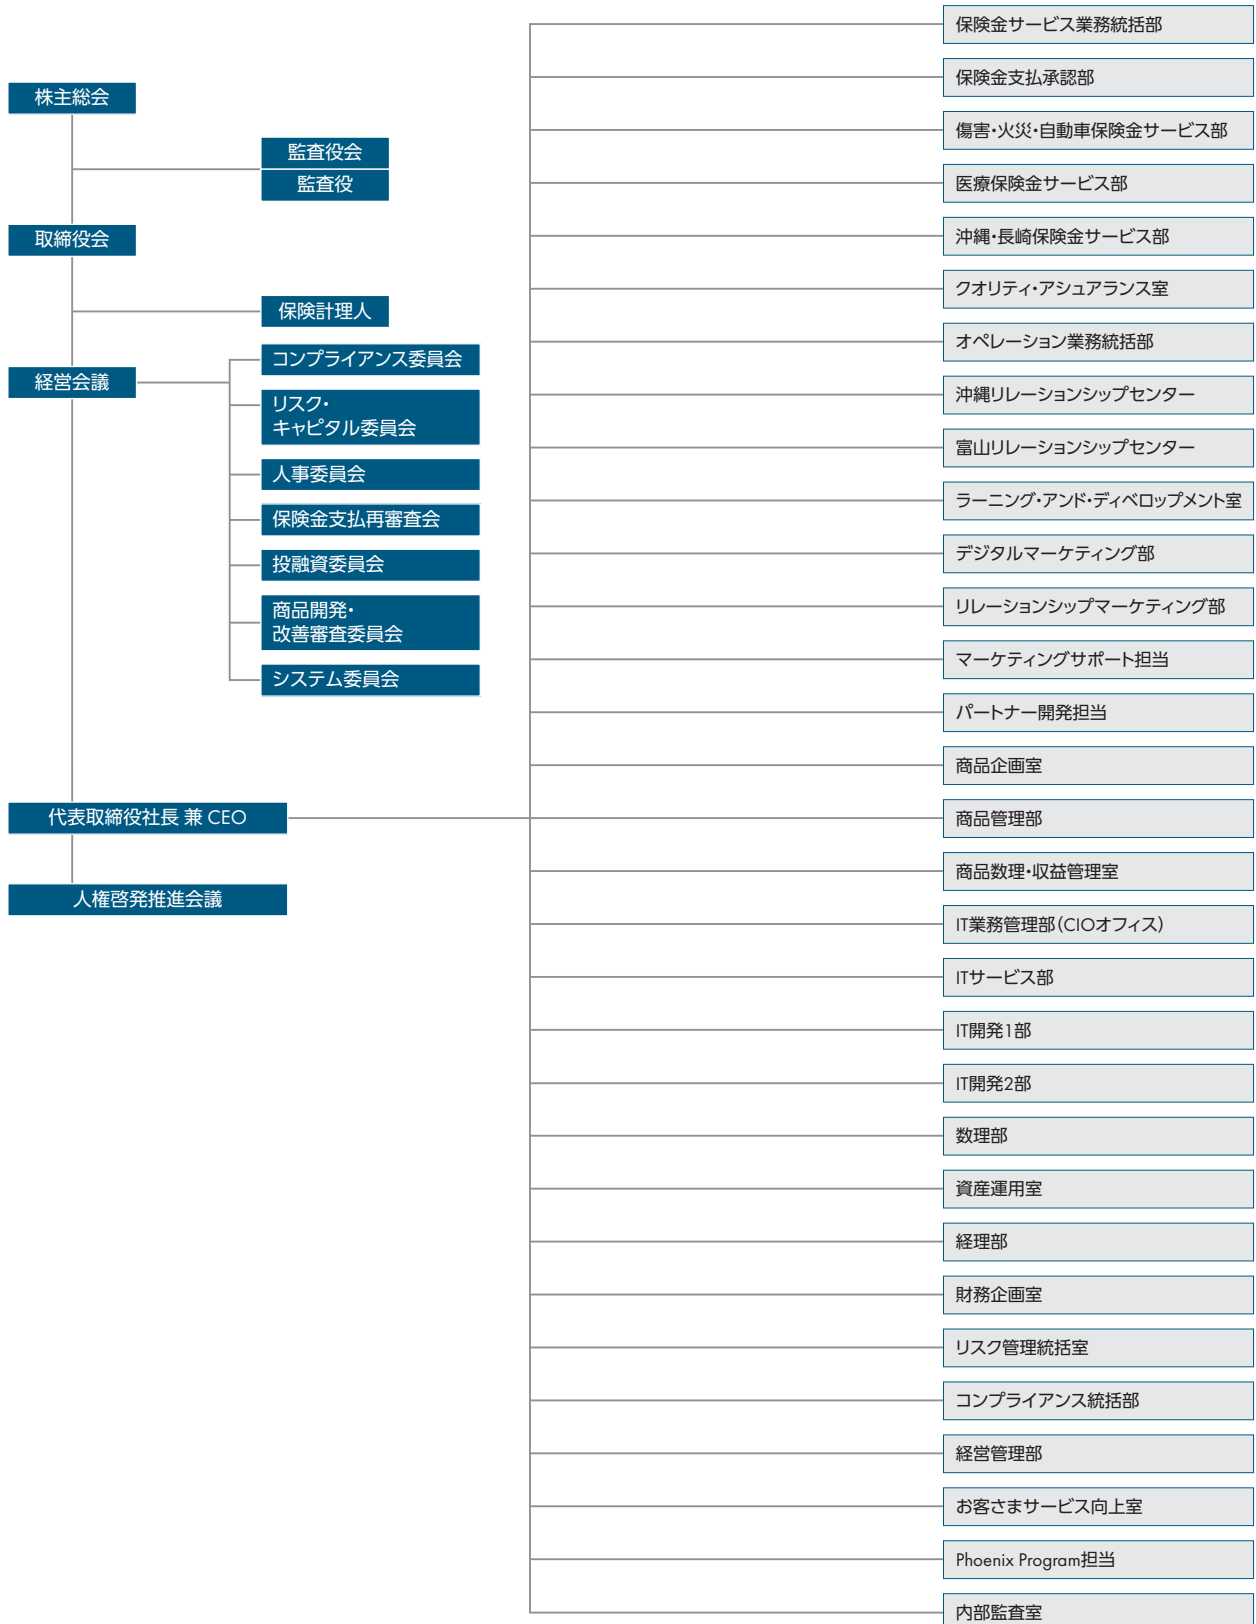 株主総会
監査役会
監査役
取締役会
保険計理人
経営会議
コンプライアンス委員会
リスク・
キャピタル委員会
人事委員会
保険金支払再審査会
投融資委員会
商品開発・
改善審査委員会
システム委員会
代表取締役社長 兼 CEO
人権啓発推進会議
保険金サービス業務統括部
保険金支払承認部
傷害・火災・自動車保険金サービス部
医療保険金サービス部
沖縄・長崎保険金サービス部
クオリティ・アシュアランス室
オペレーション業務統括部
沖縄リレーションシップセンター
富山リレーションシップセンター
ラーニング・アンド・ディベロップメント室
デジタルマーケティング部
リレーションシップマーケティング部
マーケティングサポート担当
パートナー開発担当
商品企画室
商品管理部
商品数理・収益管理室
IT業務管理部(CIOオフィス)
ITサービス部
IT開発1部
IT開発2部
数理部
資産運用室
経理部
財務企画室
リスク管理統括室
コンプライアンス統括部
経営管理部
お客さまサービス向上室
Phoenix Program担当
内部監査室